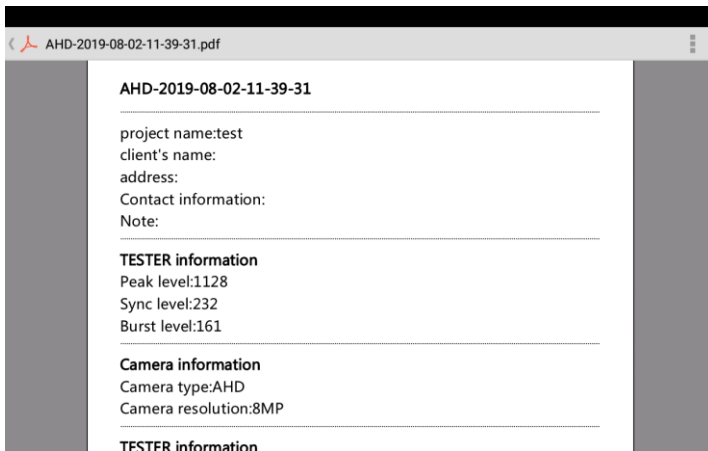 AHD-2019-08-02-11-39-31.pdf
AHD-2019-08-02-11-39-31
project name:test
client's name:
address:
Contact information:
Note:
TESTER information
Peak level:1128
Sync level:232
Burst level:161
Camera information
Camera type:AHD
Camera resolution:8MP
TESTER information